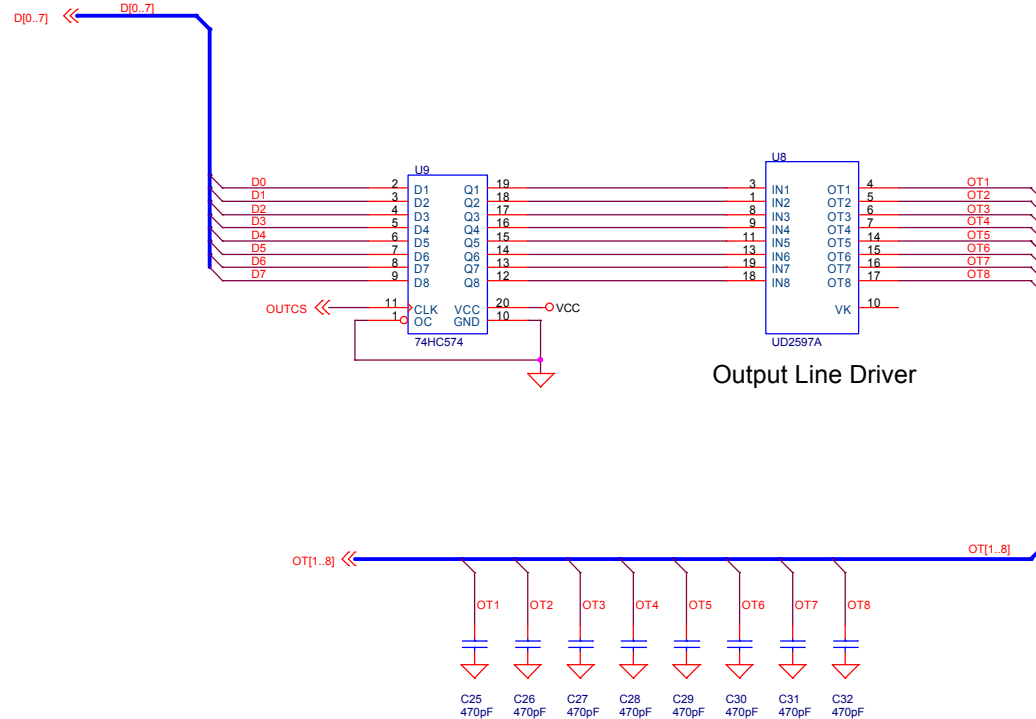 D[0..7]
D[0..7]
U9
U8
D0 2 D1 Q1 19 3 IN1 OT1 4 OT1
D1 3 D2 Q2 18 1 IN2 OT2 5 OT2
D2 4 D3 Q3 17 8 IN3 OT3 6 OT3
D3 5 D4 Q4 16 9 IN4 OT4 7 OT4
D4 6 D5 Q5 15 11 IN5 OT5 14 OT5
D5 7 D6 Q6 14 13 IN6 OT6 15 OT6
D6 8 D7 Q7 13 19 IN7 OT7 16 OT7
D7 9 D8 Q8 12 18 IN8 OT8 17 OT8
OUTCS 11 CLK VCC 20 VCC VK 10
1 OC GND 10
74HC574
UD2597A
Output Line Driver
OT[1..8]
OT[1..8]
OT1 OT2 OT3 OT4 OT5 OT6 OT7 OT8
C25 C26 C27 C28 C29 C30 C31 C32
470pF 470pF 470pF 470pF 470pF 470pF 470pF 470pF